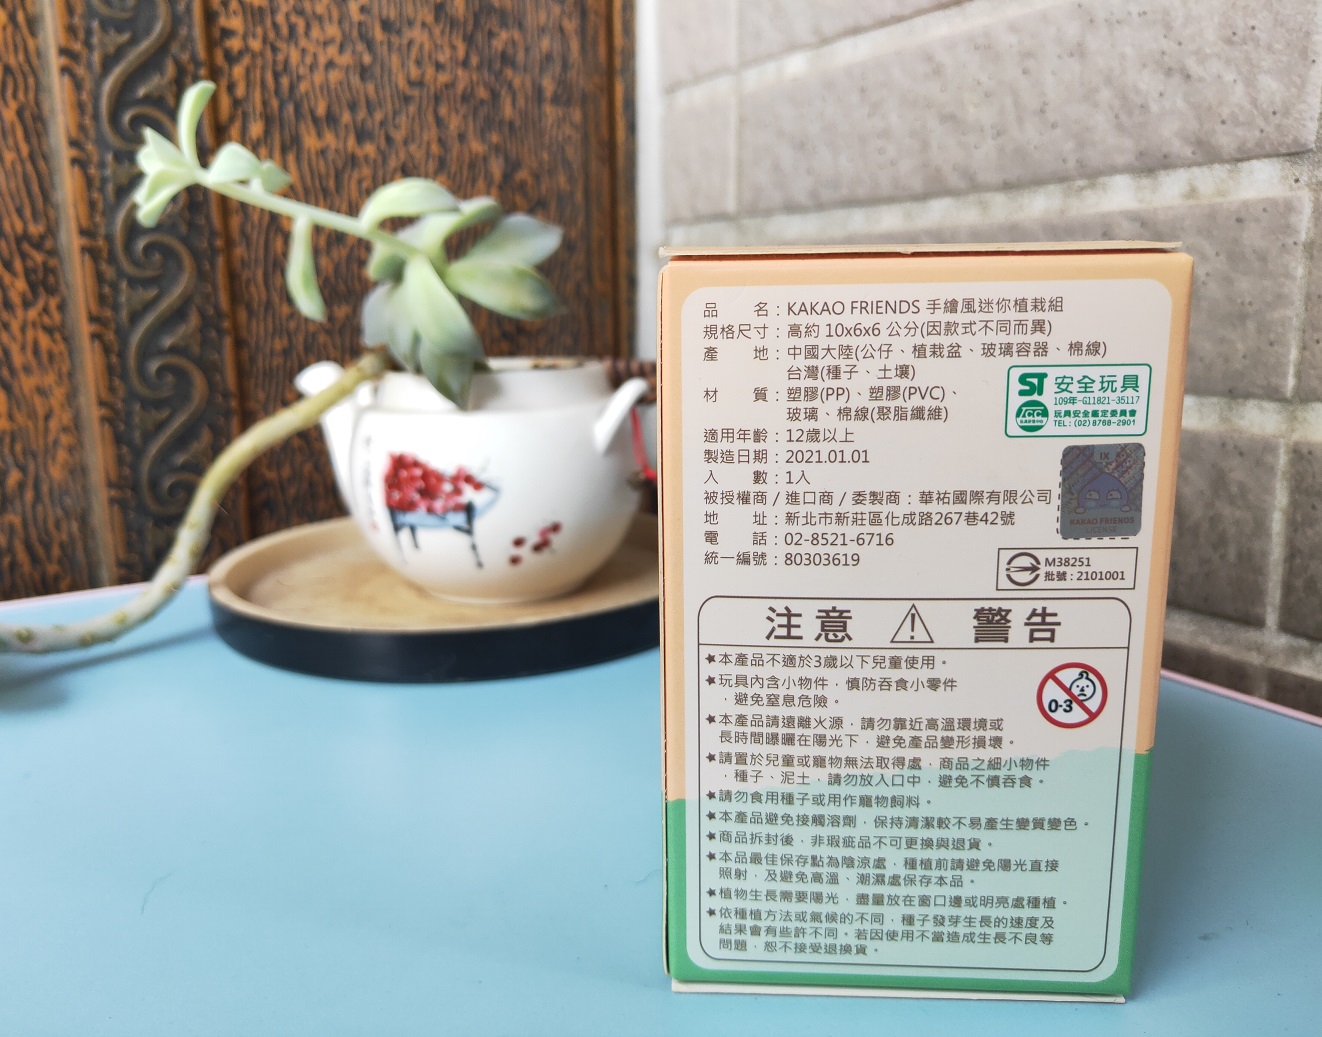 品　　名：KAKAO FRIENDS 手繪風迷你植栽組
規格尺寸：高約 10x6x6 公分(因款式不同而異)
產　　地：中國大陸(公仔、植栽盆、玻璃容器、棉線)
台灣(種子、土壤)
材　　質：塑膠(PP)、塑膠(PVC)、
玻璃、棉線(聚脂纖維)
適用年齡：12歲以上
製造日期：2021.01.01
入　　數：1入
被授權商 / 進口商 / 委製商：華祐國際有限公司
地　　址：新北市新莊區化成路267巷42號
電　　話：02-8521-6716
統一編號：80303619
ST 安全玩具
109年-G11821-35117
玩具安全鑑定委員會
TEL：(02)8768-2901
KAKAO FRIENDS
M38251
批號：2101001
注意 ⚠ 警告
★本產品不適於3歲以下兒童使用。
★玩具內含小物件，慎防吞食小零件
，避免窒息危險。
★本產品請遠離火源，請勿靠近高溫環境或
長時間曝曬在陽光下，避免產品變形損壞。
★請置於兒童或寵物無法取得處，商品之細小物件
，種子、泥土，請勿放入口中，避免不慎吞食。
★請勿食用種子或用作寵物飼料。
★本產品避免接觸溶劑，保持清潔較不易產生變質變色。
★商品拆封後，非瑕疵品不可更換與退貨。
★本品最佳保存點為陰涼處，種植前請避免陽光直接
照射，及避免高溫、潮濕處保存本品。
★植物生長需要陽光，盡量放在窗口邊或明亮處種植。
★依種植方法或氣候的不同，種子發芽生長的速度及
結果會有些許不同。若因使用不當造成生長不良等
問題，恕不接受退換貨。
0-3